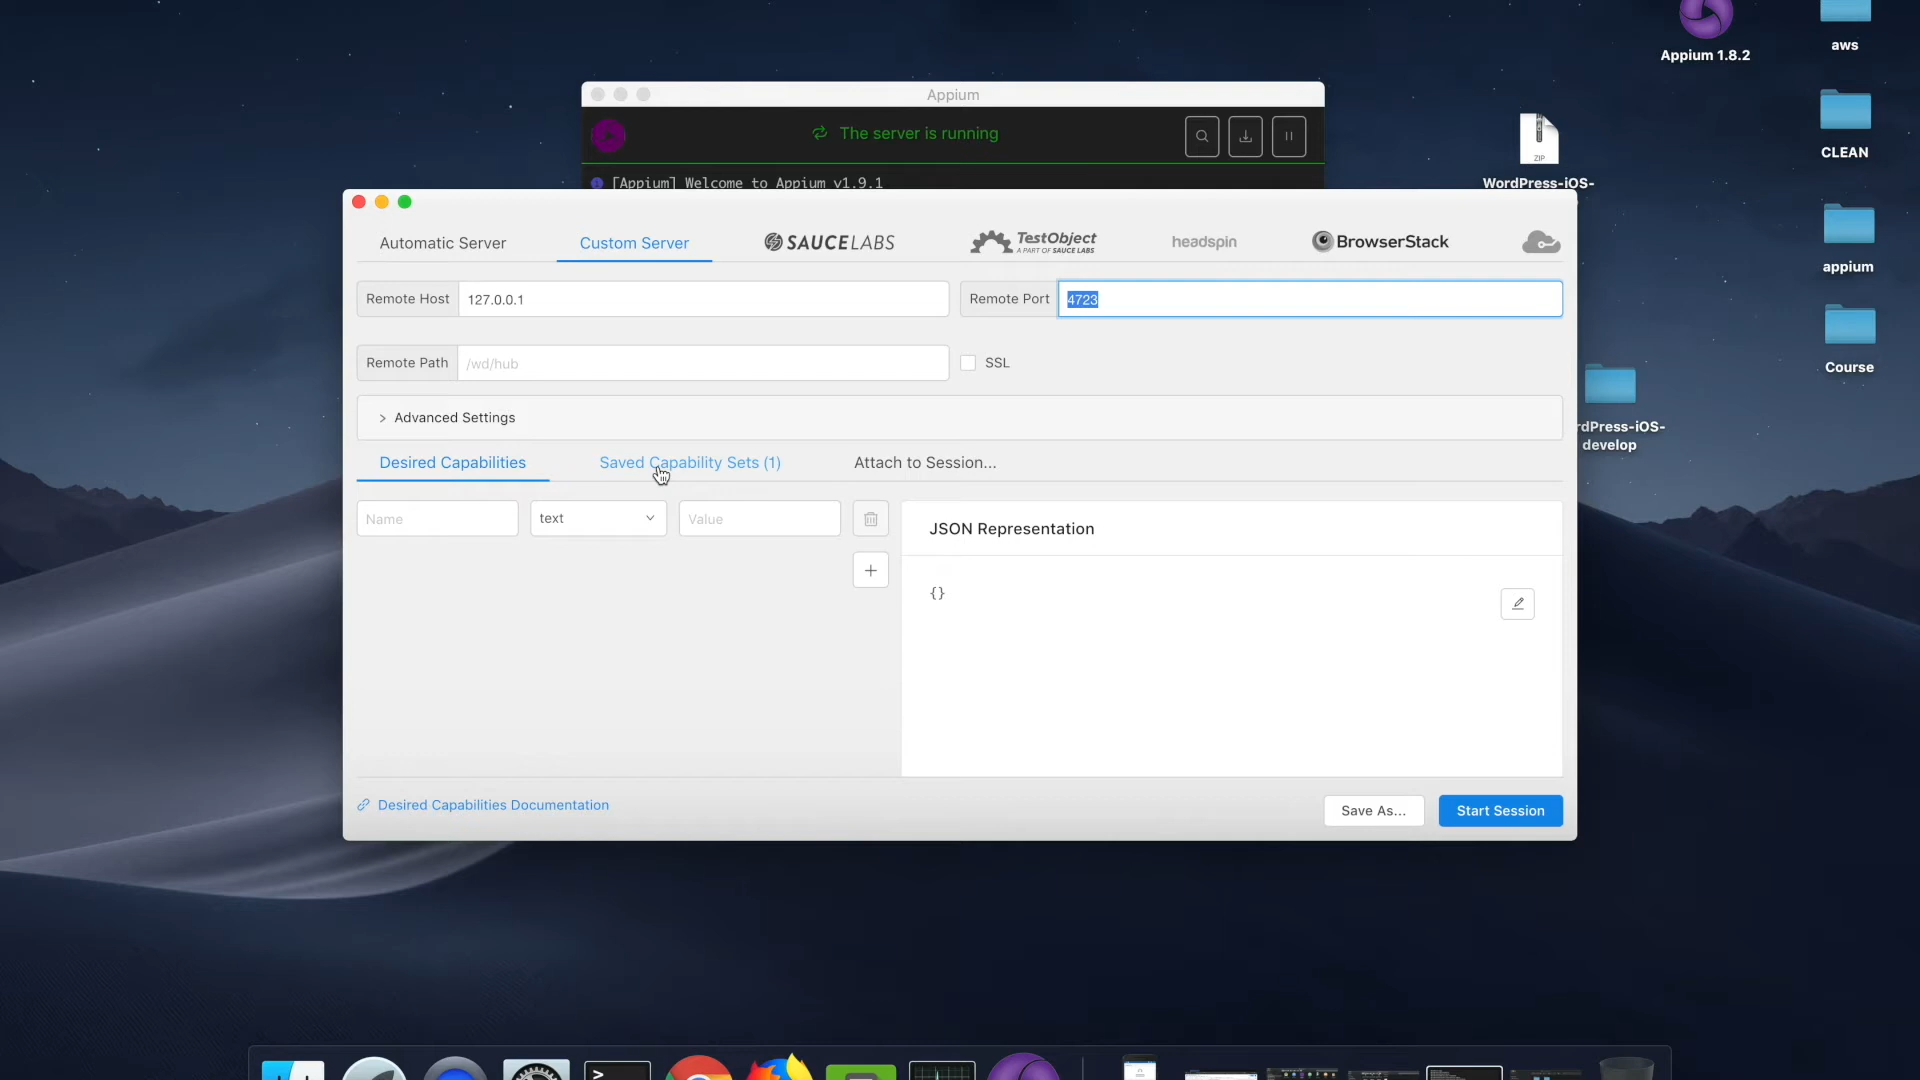 Appium 1.8.2
aws
Appium
The server is running
[Appium] Welcome to Appium v1.9.1
ZIP
WordPress-iOS-
CLEAN
appium
Course
rdPress-iOS-
develop
Automatic Server
Custom Server
SAUCELABS
TestObject
A PART OF SAUCE LABS
headspin
BrowserStack
Remote Host
127.0.0.1
Remote Port
4723
Remote Path
/wd/hub
SSL
> Advanced Settings
Desired Capabilities
Saved Capability Sets (1)
Attach to Session...
Name
text
Value
JSON Representation
{}
Desired Capabilities Documentation
Save As...
Start Session